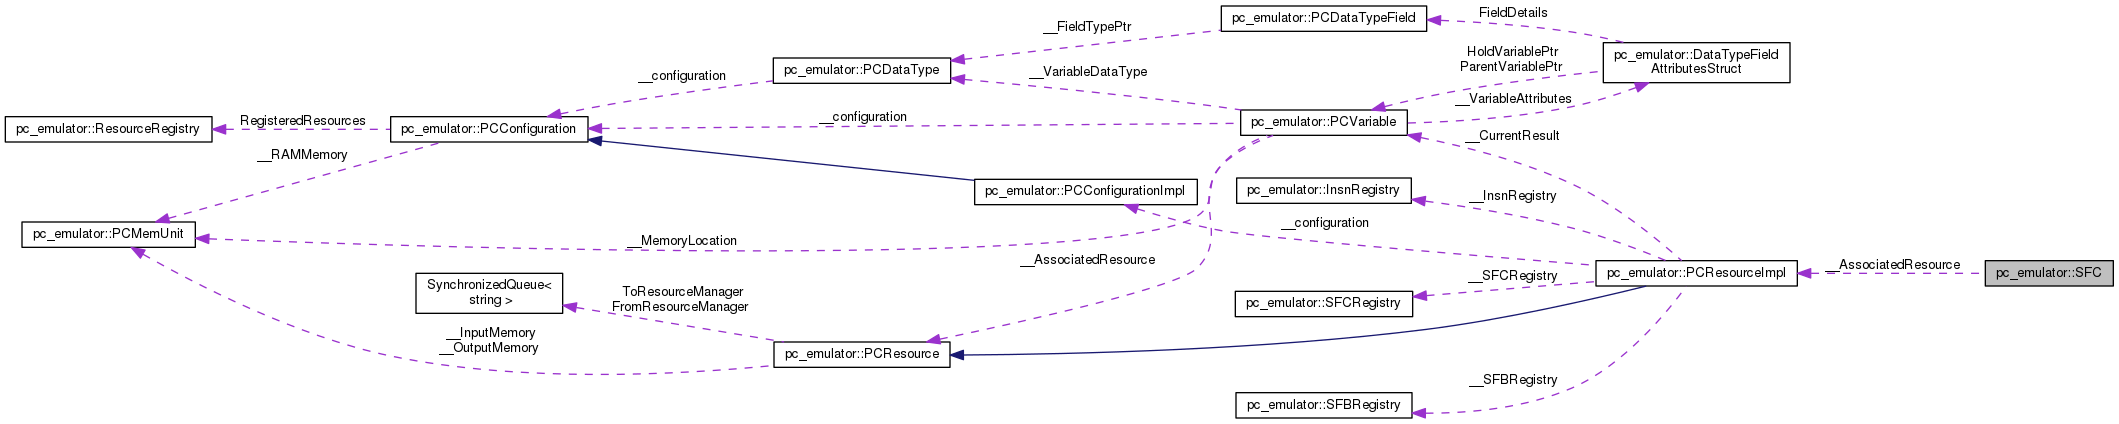 pc_emulator::PCDataTypeField
FieldDetails
__FieldTypePtr
pc_emulator::DataTypeField
AttributesStruct
HoldVariablePtr
ParentVariablePtr
pc_emulator::PCDataType
__configuration
__VariableDataType
__VariableAttributes
pc_emulator::ResourceRegistry
RegisteredResources
pc_emulator::PCConfiguration
__configuration
pc_emulator::PCVariable
__CurrentResult
__RAMMemory
pc_emulator::PCConfigurationImpl
pc_emulator::InsnRegistry
__InsnRegistry
__configuration
pc_emulator::PCMemUnit
__MemoryLocation
__AssociatedResource
pc_emulator::PCResourceImpl
__AssociatedResource
pc_emulator::SFC
SynchronizedQueue<
string >
ToResourceManager
FromResourceManager
__SFCRegistry
pc_emulator::SFCRegistry
__InputMemory
__OutputMemory
pc_emulator::PCResource
__SFBRegistry
pc_emulator::SFBRegistry